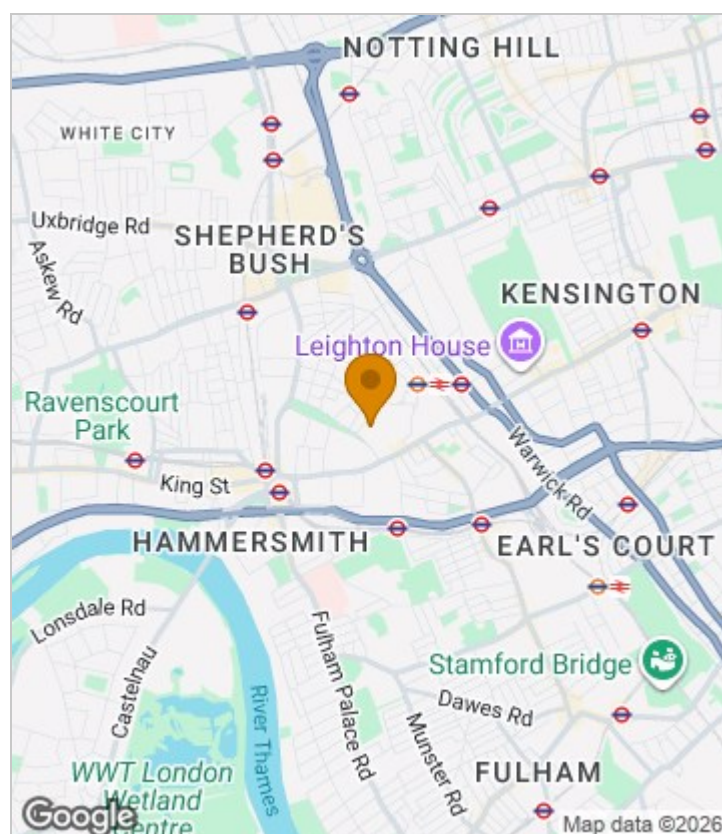 NOTTING HILL
WHITE CITY
Uxbridge Rd
SHEPHERD'S
BUSH
Askew Rd
KENSINGTON
Leighton House
Ravenscourt
Park
Warwick Rd
King St
HAMMERSMITH
EARL'S COURT
Lonsdale Rd
Castelnau
Fulham Palace Rd
River Thames
Stamford Bridge
Dawes Rd
Munster Rd
WWT London
Wetland
Centre
FULHAM
Google
Map data ©2026